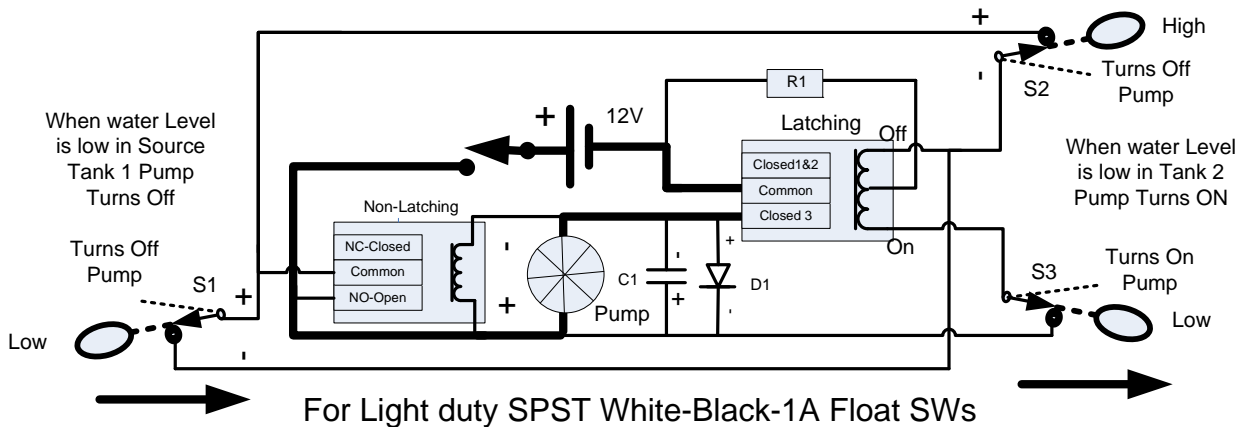 +
High
Turns Off
Pump
S2
-
R1
+
12V
Latching
Off
When water Level
is low in Source
Tank 1 Pump
Turns Off
Closed1&2
Common
Closed 3
On
When water Level
is low in Tank 2
Pump Turns ON
Non-Latching
NC-Closed
Common
NO-Open
-
+
Pump
C1
-
+
+
D1
-
Turns Off
Pump
S1
+
-
Low
S3
Turns On
Pump
Low
For Light duty SPST White-Black-1A Float SWs